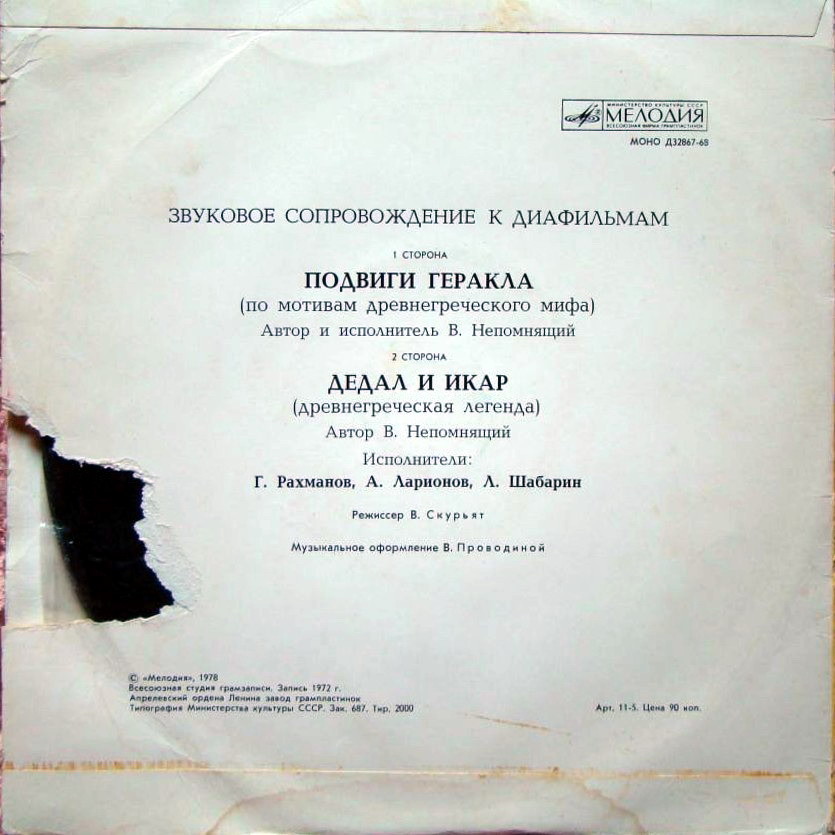 МИНИСТЕРСТВО КУЛЬТУРЫ СССР
МЕЛОДИЯ
ВСЕСОЮЗНАЯ ФИРМА ГРАМПЛАСТИНОК
МОНО Д32867-68
ЗВУКОВОЕ СОПРОВОЖДЕНИЕ К ДИАФИЛЬМАМ
1 СТОРОНА
ПОДВИГИ ГЕРАКЛА
(по мотивам древнегреческого мифа)
Автор и исполнитель В. Непомнящий
2 СТОРОНА
ДЕДАЛ И ИКАР
(древнегреческая легенда)
Автор В. Непомнящий
Исполнители:
Г. Рахманов, А. Ларионов, Л. Шабарин
Режиссер В. Скурьят
Музыкальное оформление В. Проводиной
© «Мелодия», 1978
Всесоюзная студия грамзаписи. Запись 1972 г.
Апрелевский ордена Ленина завод грампластинок
Типография Министерства культуры СССР. Зак. 687. Тир. 2000
Арт. 11-5. Цена 90 коп.